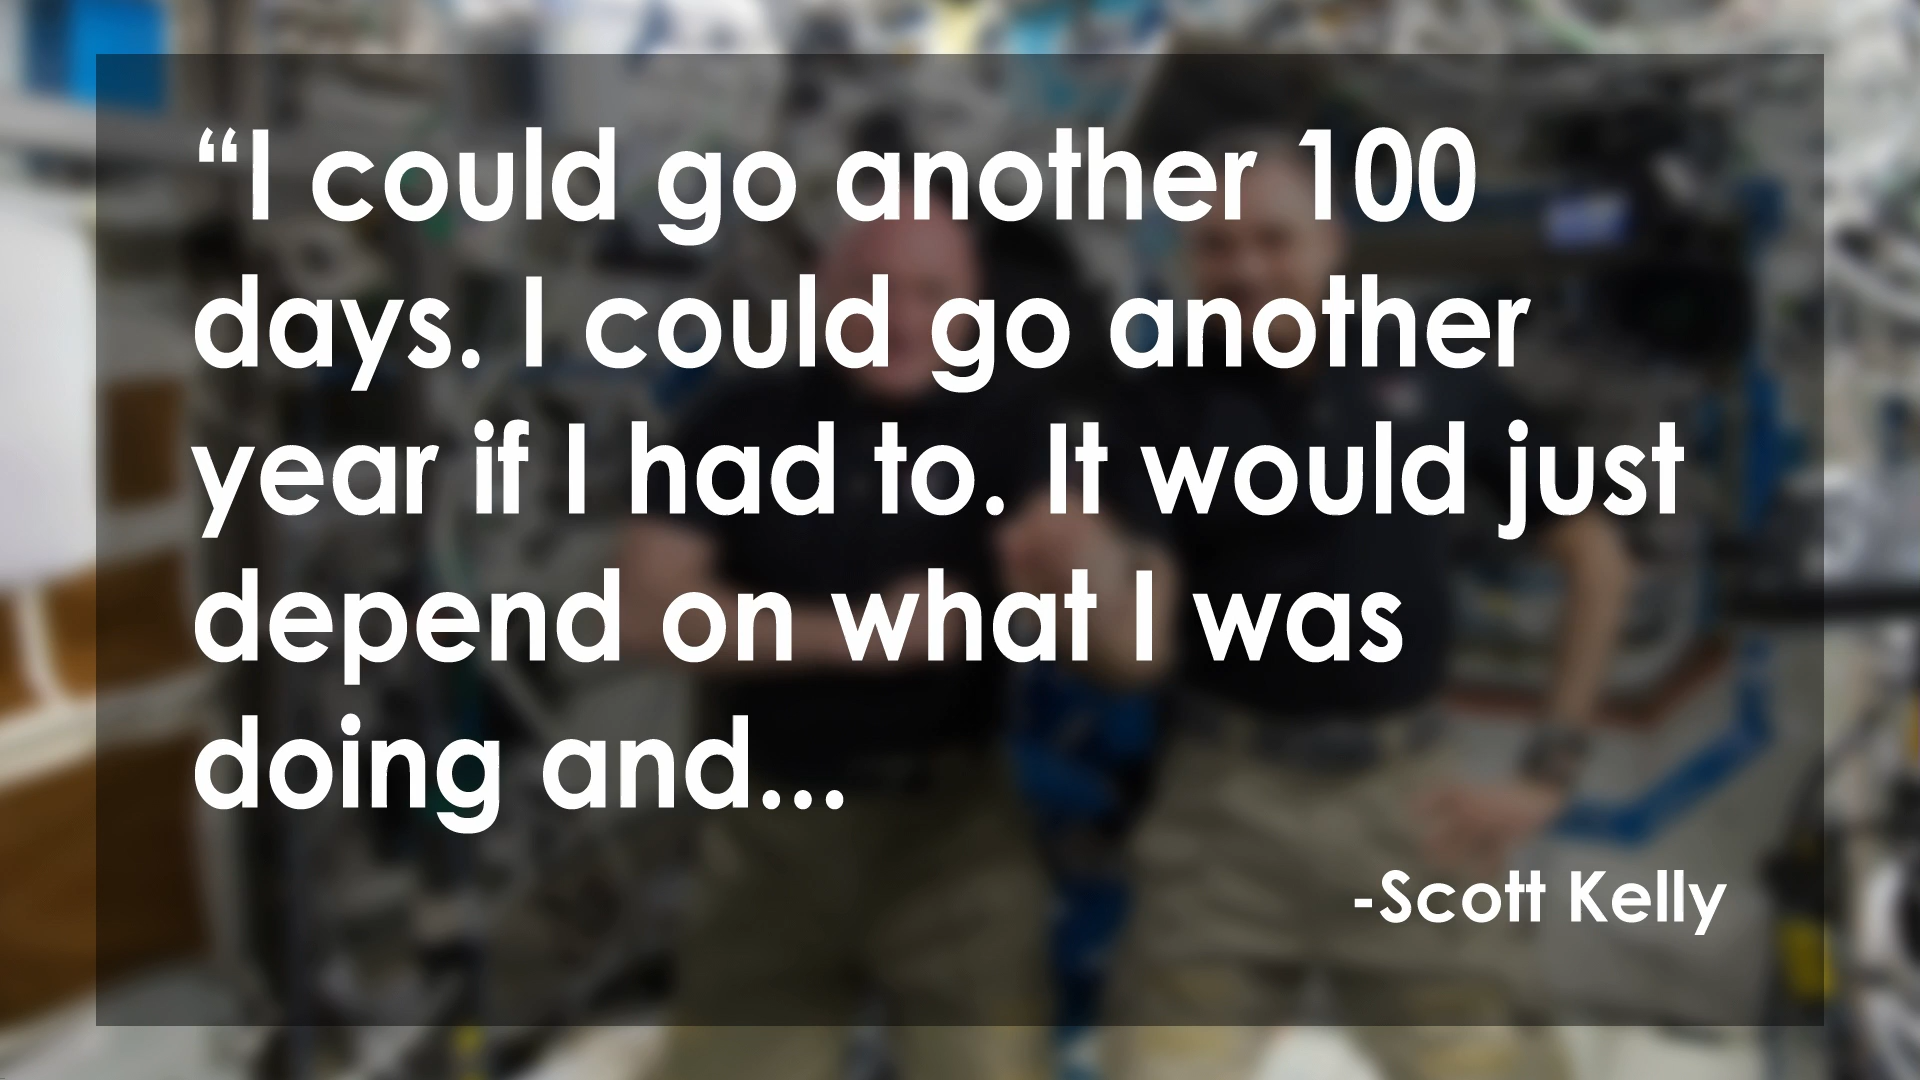 “I could go another 100
days. I could go another
year if I had to. It would just
depend on what I was
doing and...
-Scott Kelly